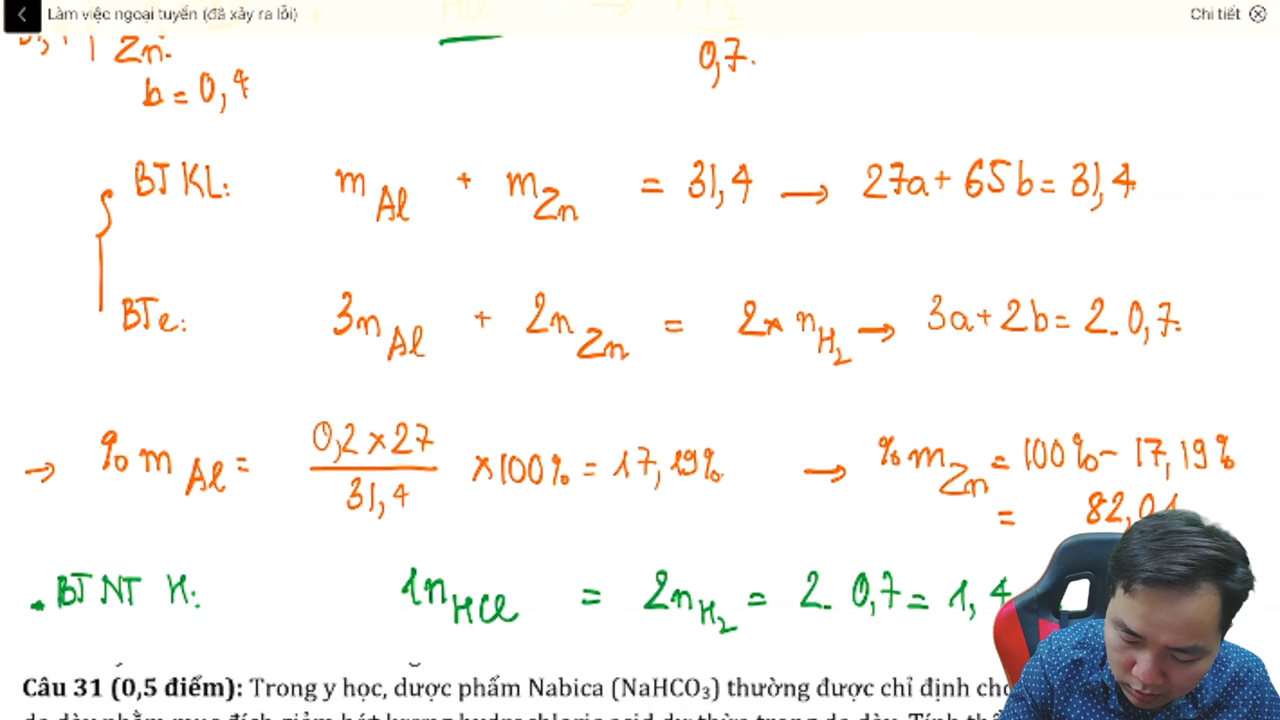 Làm việc ngoại tuyến (đã xảy ra lỗi) Chi tiết
Zn: 0,7.
b = 0,4
BTKL: m Al + m Zn = 31,4 → 27a + 65b = 31,4
BTe: 3n Al + 2n Zn = 2 × n H₂ → 3a + 2b = 2.0,7.
→ % m Al = 0,2 × 27 / 31,4 × 100% = 17,19% → % m Zn = 100% - 17,19%
= 82,
. BT NT H: 1n HCl = 2n H₂ = 2. 0,7 = 1,4
Câu 31 (0,5 điểm): Trong y học, dược phẩm Nabica (NaHCO₃) thường được chỉ định